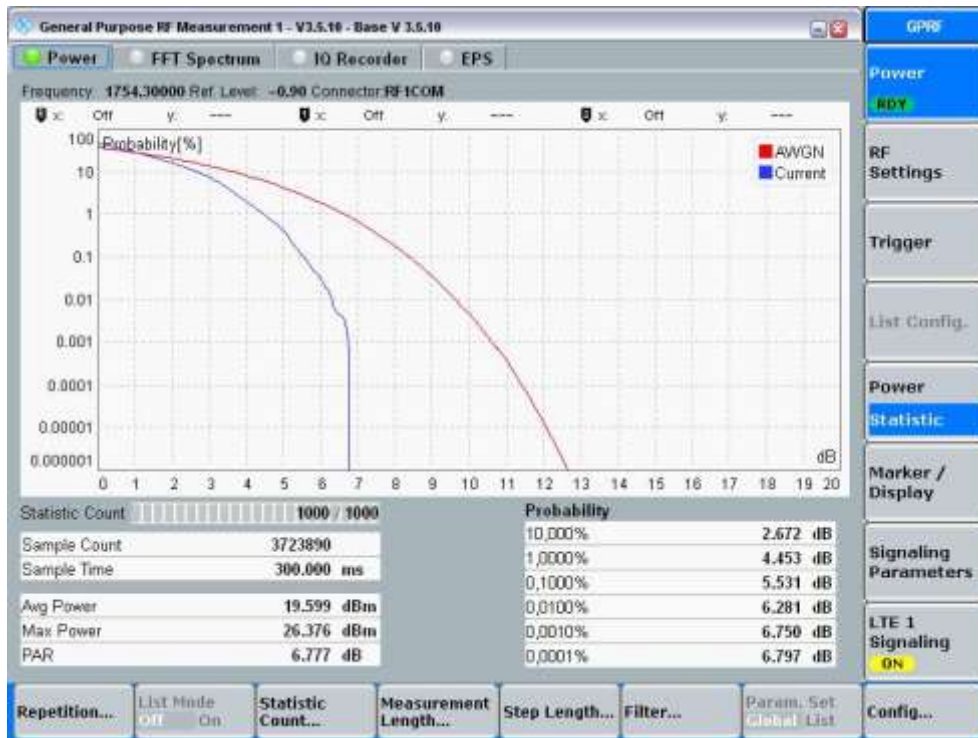 General Purpose RF Measurement 1 - V3.5.10 - Base V 3.5.10
GPRF
Power FFT Spectrum IQ Recorder EPS
Frequency: 1754.30000 Ref. Level: -0.90 Connector:RF1COM
x: Off y: --- x: Off y: --- x: Off y: ---
Probability[%]
AWGN
Current
100
10
1
0.1
0.01
0.001
0.0001
0.00001
0.000001
dB
0 1 2 3 4 5 6 7 8 9 10 11 12 13 14 15 16 17 18 19 20
Statistic Count 1000 / 1000
Sample Count 3723890
Sample Time 300.000 ms
Avg Power 19.599 dBm
Max Power 26.376 dBm
PAR 6.777 dB
Probability
10,000% 2.672 dB
1,0000% 4.453 dB
0,1000% 5.531 dB
0,0100% 6.281 dB
0,0010% 6.750 dB
0,0001% 6.797 dB
Power
RDY
RF
Settings
Trigger
List Config.
Power
Statistic
Marker /
Display
Signaling
Parameters
LTE 1
Signaling
ON
Repetition...
List Mode
Off On
Statistic
Count...
Measurement
Length...
Step Length...
Filter...
Param. Set
Global List
Config...